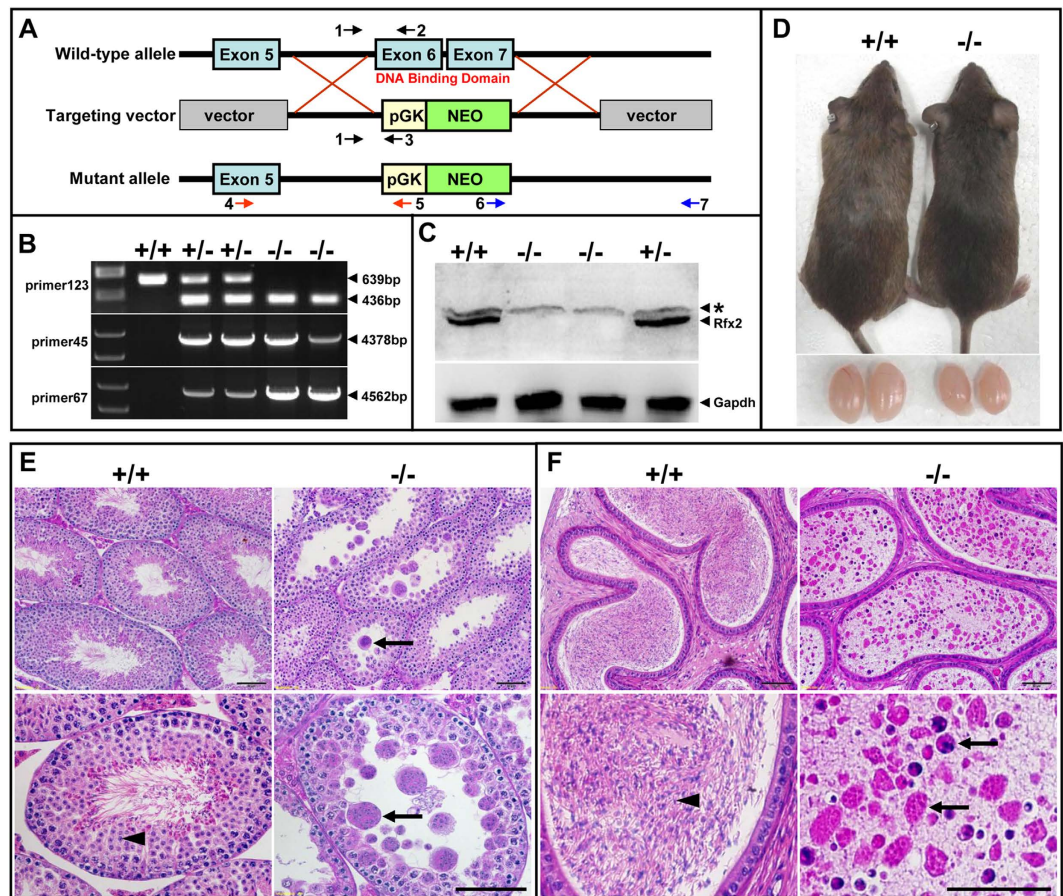 A
Wild-type allele
Exon 5
1
2
Exon 6
Exon 7
DNA Binding Domain
Targeting vector
vector
pGK
NEO
vector
1
3
Mutant allele
Exon 5
pGK
NEO
4
5
6
7
B
+/+ +/- +/- -/- -/-
primer123
639bp
436bp
primer45
4378bp
primer67
4562bp
C
+/+ -/- -/- +/-
*
Rfx2
Gapdh
D
+/+ -/-
E
+/+ -/-
F
+/+ -/-